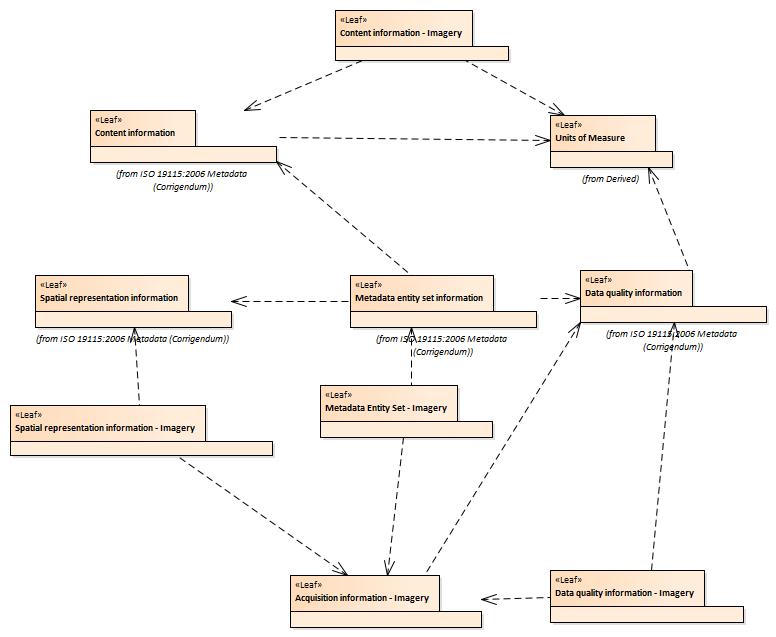 «Leaf»
Content information - Imagery
«Leaf»
Content information
(from ISO 19115:2006 Metadata
(Corrigendum))
«Leaf»
Units of Measure
(from Derived)
«Leaf»
Spatial representation information
(from ISO 19115:2006 Metadata (Corrigendum))
«Leaf»
Metadata entity set information
(from ISO 19115:2006 Metadata
(Corrigendum))
«Leaf»
Data quality information
(from ISO 19115:2006 Metadata
(Corrigendum))
«Leaf»
Spatial representation information - Imagery
«Leaf»
Metadata Entity Set - Imagery
«Leaf»
Acquisition information - Imagery
«Leaf»
Data quality information - Imagery